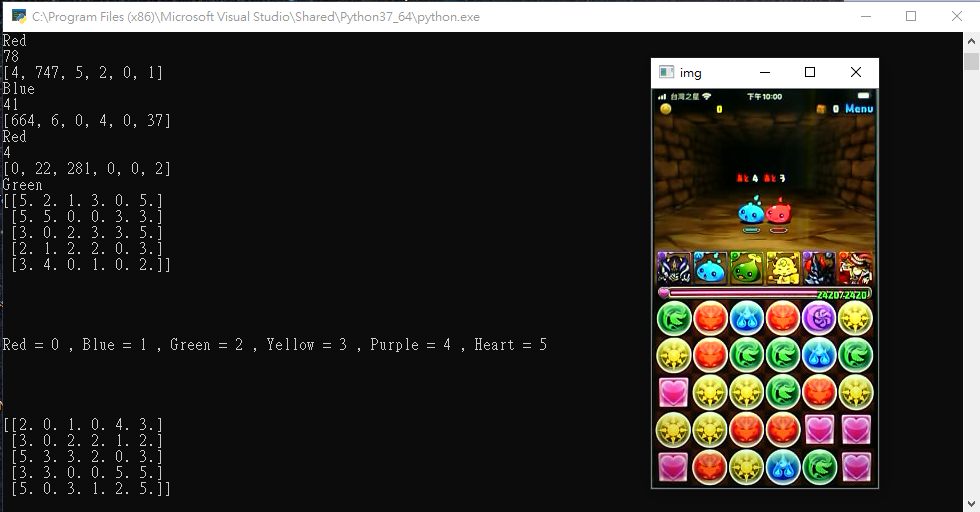 C:\Program Files (x86)\Microsoft Visual Studio\Shared\Python37_64\python.exe
Red
78
[4, 747, 5, 2, 0, 1]
Blue
41
[664, 6, 0, 4, 0, 37]
Red
4
[0, 22, 281, 0, 0, 2]
Green
[[5. 2. 1. 3. 0. 5.]
[5. 5. 0. 0. 3. 3.]
[3. 0. 2. 3. 3. 5.]
[2. 1. 2. 2. 0. 3.]
[3. 4. 0. 1. 0. 2.]]
Red = 0 , Blue = 1 , Green = 2 , Yellow = 3 , Purple = 4 , Heart = 5
[[2. 0. 1. 0. 4. 3.]
[3. 0. 2. 2. 1. 2.]
[5. 3. 3. 2. 0. 3.]
[3. 3. 0. 0. 5. 5.]
[5. 0. 3. 1. 2. 5.]]
img
台灣之星 下午10:00
0 0 Menu
あと 4 あと 3
2420/2420